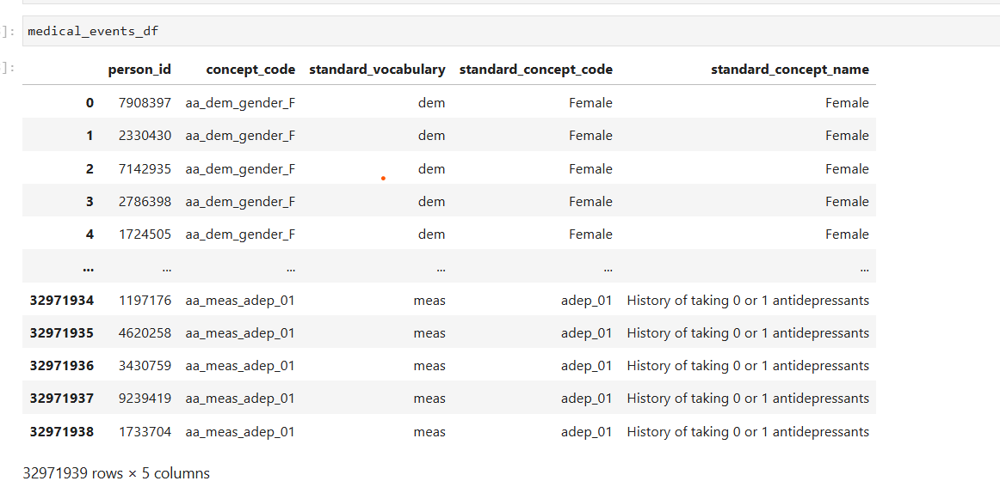 ]: medical_events_df
]:
person_id concept_code standard_vocabulary standard_concept_code standard_concept_name
0 7908397 aa_dem_gender_F dem Female Female
1 2330430 aa_dem_gender_F dem Female Female
2 7142935 aa_dem_gender_F dem Female Female
3 2786398 aa_dem_gender_F dem Female Female
4 1724505 aa_dem_gender_F dem Female Female
... ... ... ... ... ...
32971934 1197176 aa_meas_adep_01 meas adep_01 History of taking 0 or 1 antidepressants
32971935 4620258 aa_meas_adep_01 meas adep_01 History of taking 0 or 1 antidepressants
32971936 3430759 aa_meas_adep_01 meas adep_01 History of taking 0 or 1 antidepressants
32971937 9239419 aa_meas_adep_01 meas adep_01 History of taking 0 or 1 antidepressants
32971938 1733704 aa_meas_adep_01 meas adep_01 History of taking 0 or 1 antidepressants
32971939 rows × 5 columns